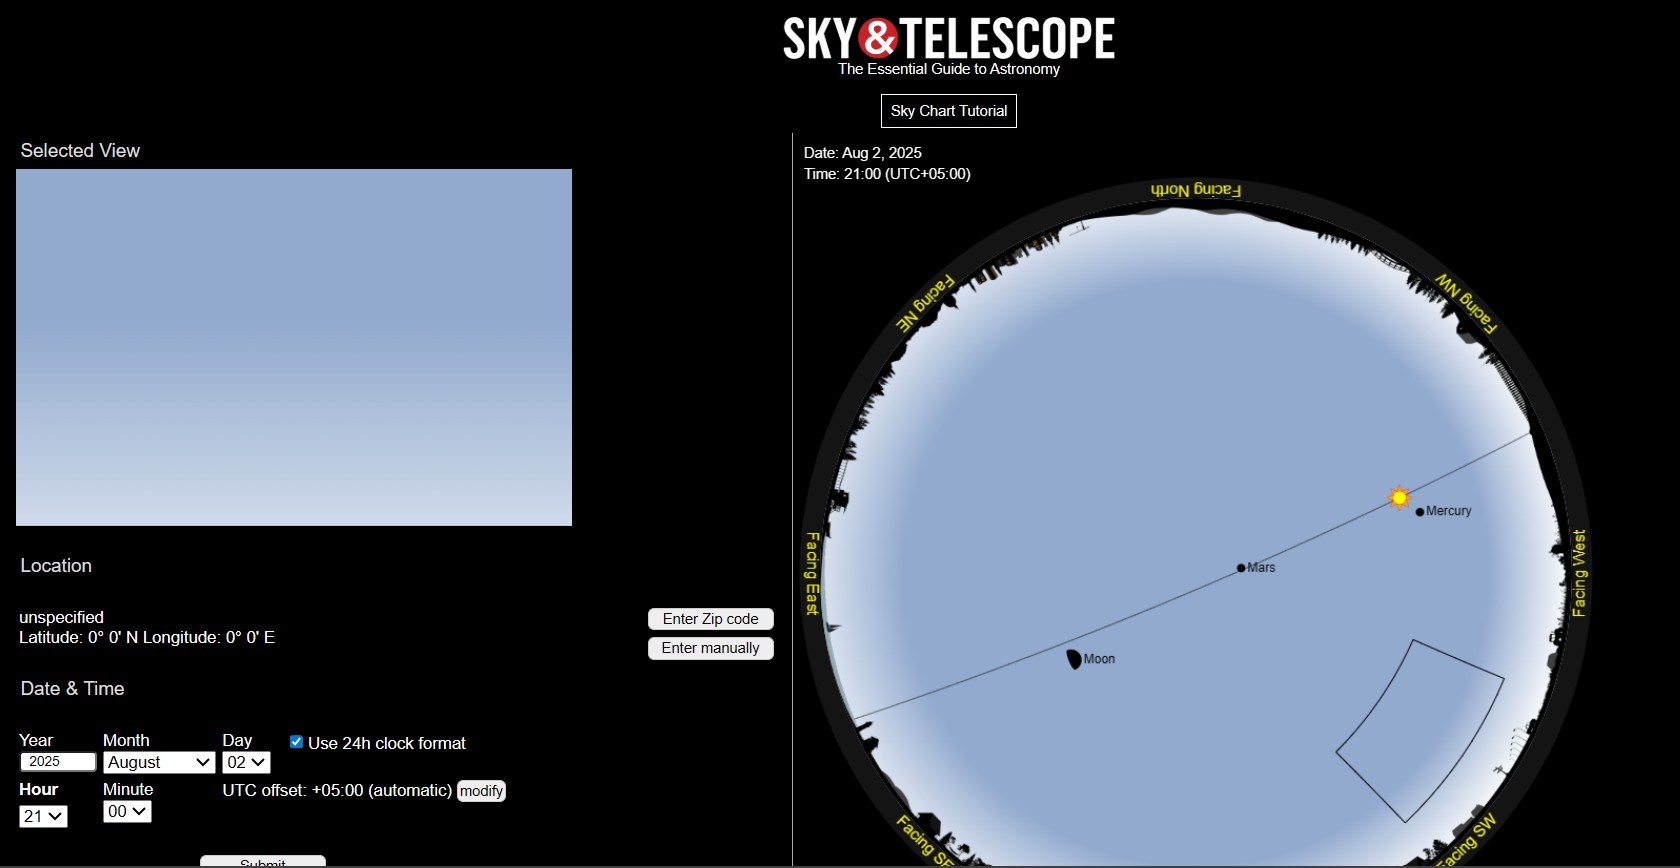 SKY & TELESCOPE
The Essential Guide to Astronomy
Sky Chart Tutorial
Selected View
Date: Aug 2, 2025
Time: 21:00 (UTC+05:00)
Facing North
Facing NE
Facing NW
Facing East
Facing West
Mercury
Mars
Moon
Facing SE
Facing SW
Location
unspecified
Latitude: 0° 0' N Longitude: 0° 0' E
Enter Zip code
Enter manually
Date & Time
Year Month Day Use 24h clock format
2025 August 02
Hour Minute UTC offset: +05:00 (automatic) modify
21 00
Submit